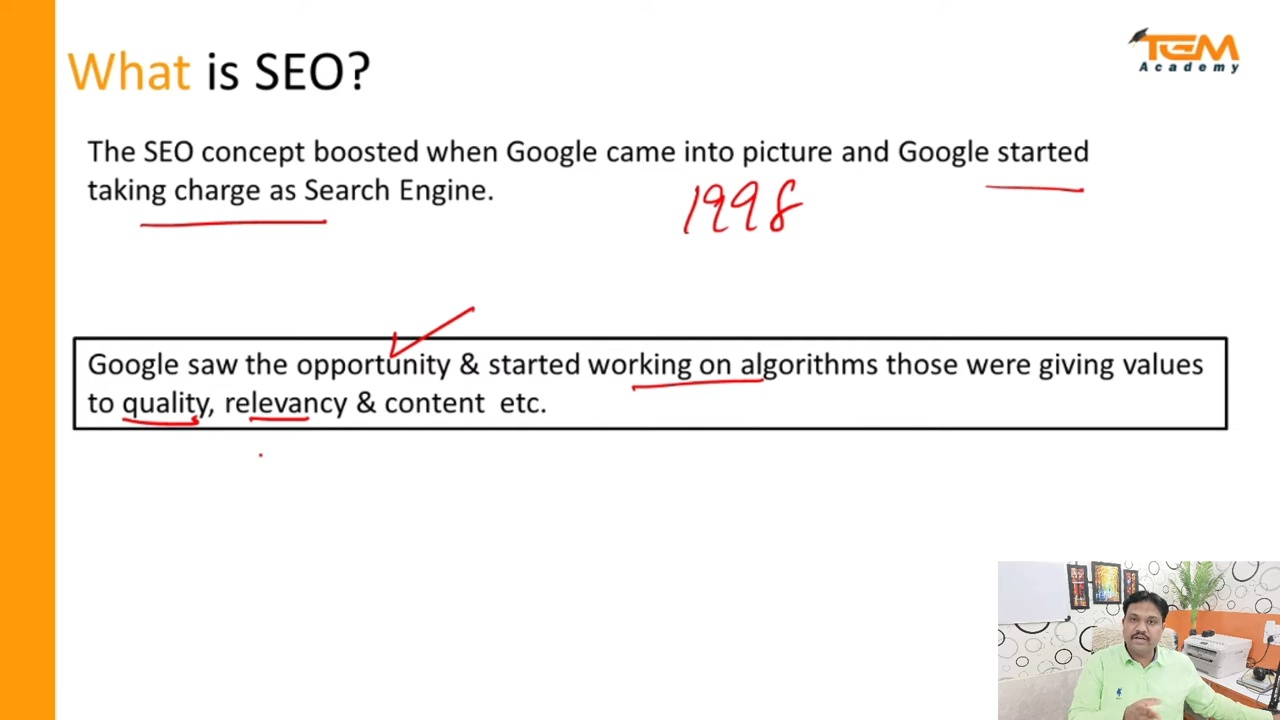 What is SEO?
TGM
Academy
The SEO concept boosted when Google came into picture and Google started
taking charge as Search Engine.
1998
Google saw the opportunity & started working on algorithms those were giving values
to quality, relevancy & content etc.